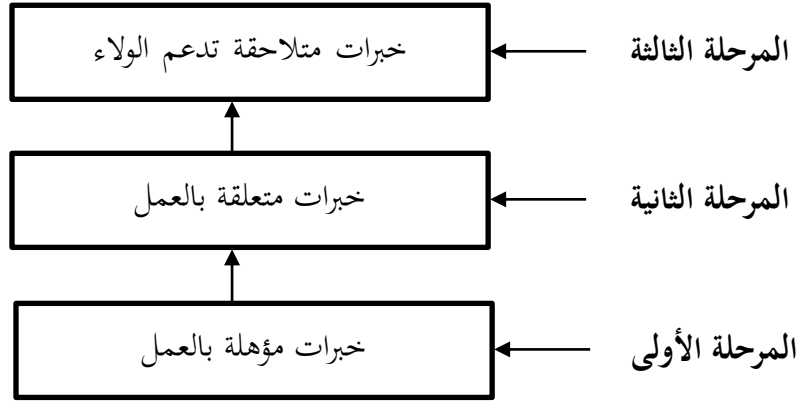 المرحلة الثالثة
خبرات متلاحقة تدعم الولاء
المرحلة الثانية
خبرات متعلقة بالعمل
المرحلة الأولى
خبرات مؤهلة بالعمل